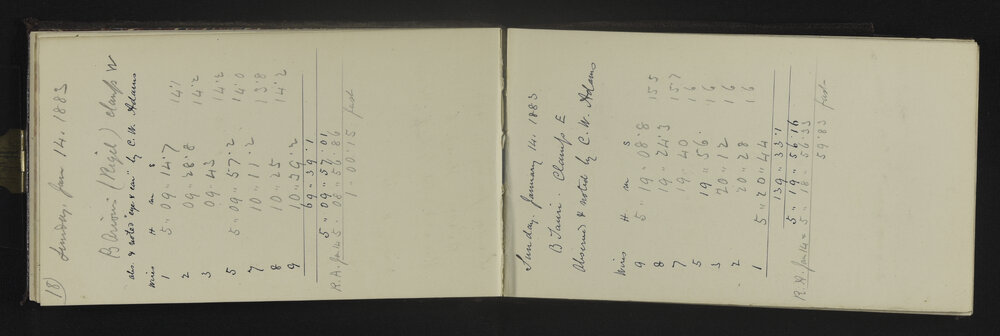 18)
Sunday. Jan 14. 1883
B Orionis (Rigel) Clamp W
obs. & noted "eye & ear" by C. W. Adams
Wires H m s
1 5 " 09 " 14.7 14.1
2 09 " 28.8 14.2
3 09 " 43 14.2
5 5 " 09 " 57.2 14.0
7 10 " 11.2 13.8
8 10 " 25 14.2
9 10 " 39.2
69 " 39.1
5 " 09 " 57.01
R.A. Jan 14 5 " 08 " 56.86
1 " 00.15 fast
Sunday. January 14. 1883
B Tauri. Clamp E
Observed & noted by C. W. Adams
Wires H m s
9 5 " 19 " 08.8 15.5
8 19 " 24.3 15.7
7 19 " 40 16
5 19 " 56. 16
3 20 " 12 16
2 20 " 28 16
1 5 " 20 " 44
139 " 33.1
5 " 19 " 56.16
R.A. Jan 14 = 5 " 18 " 56.33
59.83 fast